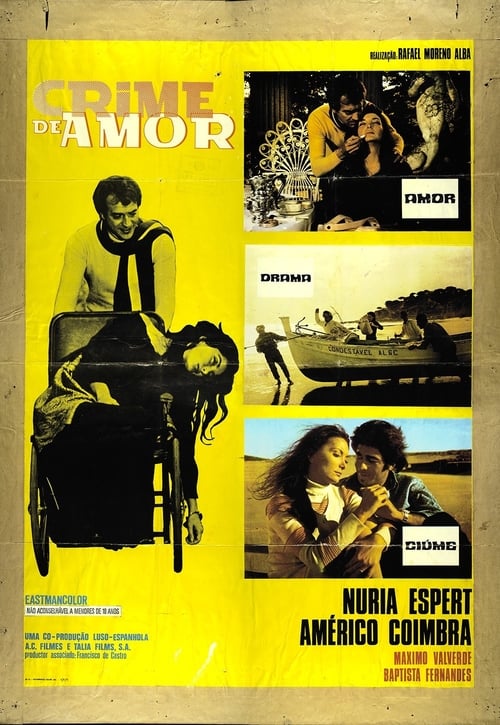 REALIZAÇÃO: RAFAEL MORENO ALBA
CRIME
DE AMOR
AMOR
DRAMA
CONDESTÁVEL AL6C
CIÚME
EASTMANCOLOR
NÃO ACONSELHÁVEL A MENORES DE 18 ANOS
UMA CO-PRODUÇÃO LUSO-ESPANHOLA
A.C. FILMES E TALIA FILMS, S.A.
productor associado: Francisco de Castro
NURIA ESPERT
AMÉRICO COIMBRA
MAXIMO VALVERDE
BAPTISTA FERNANDES